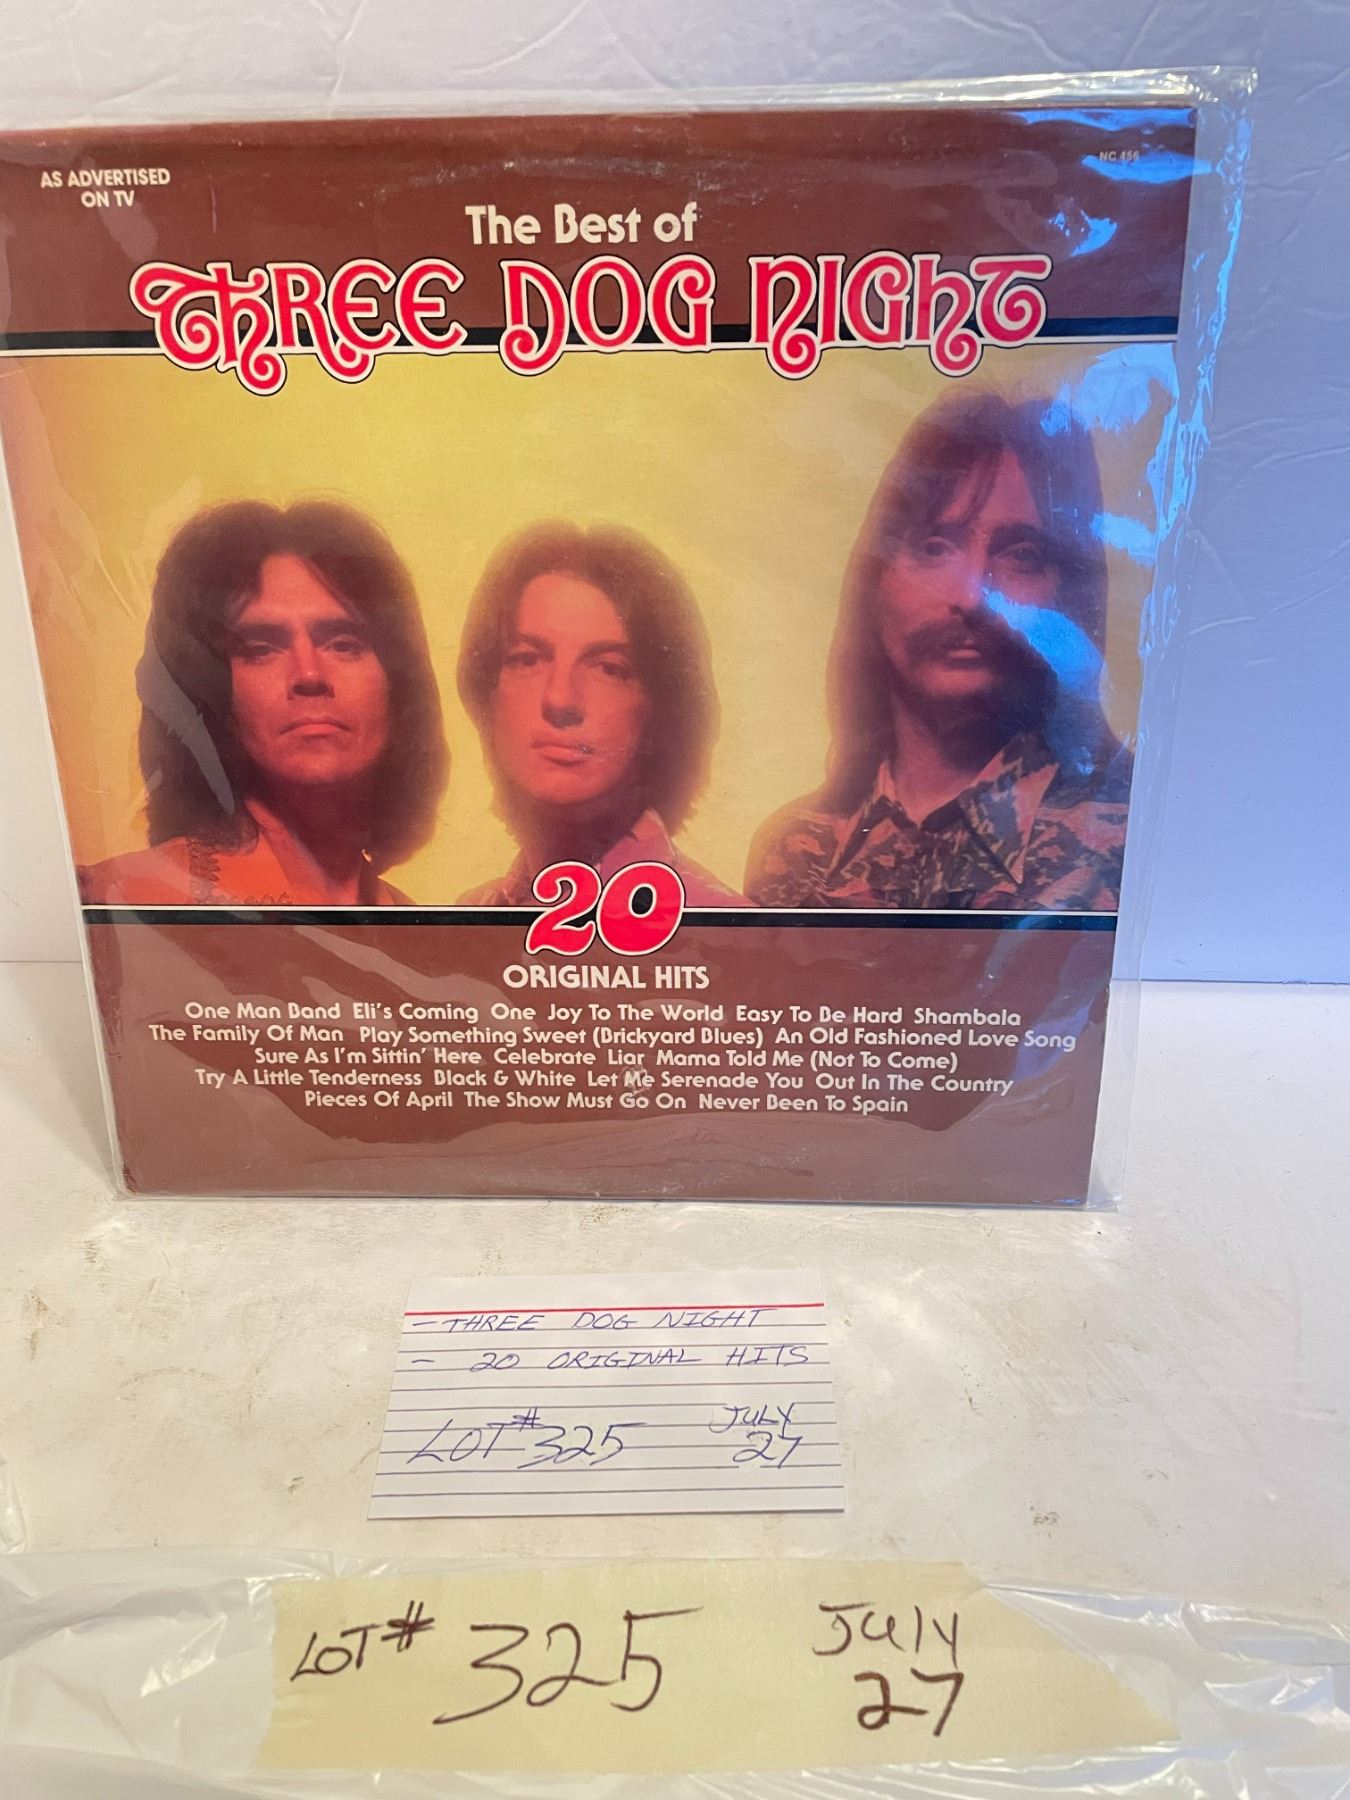 AS ADVERTISED
ON TV
NC 456
The Best of
THREE DOG NIGHT
20
ORIGINAL HITS
One Man Band Eli's Coming One Joy To The World Easy To Be Hard Shambala
The Family Of Man Play Something Sweet (Brickyard Blues) An Old Fashioned Love Song
Sure As I'm Sittin' Here Celebrate Liar Mama Told Me (Not To Come)
Try A Little Tenderness Black & White Let Me Serenade You Out In The Country
Pieces Of April The Show Must Go On Never Been To Spain
- THREE DOG NIGHT
- 20 ORIGINAL HITS
LOT # 325 JULY
27
LOT # 325 July
27